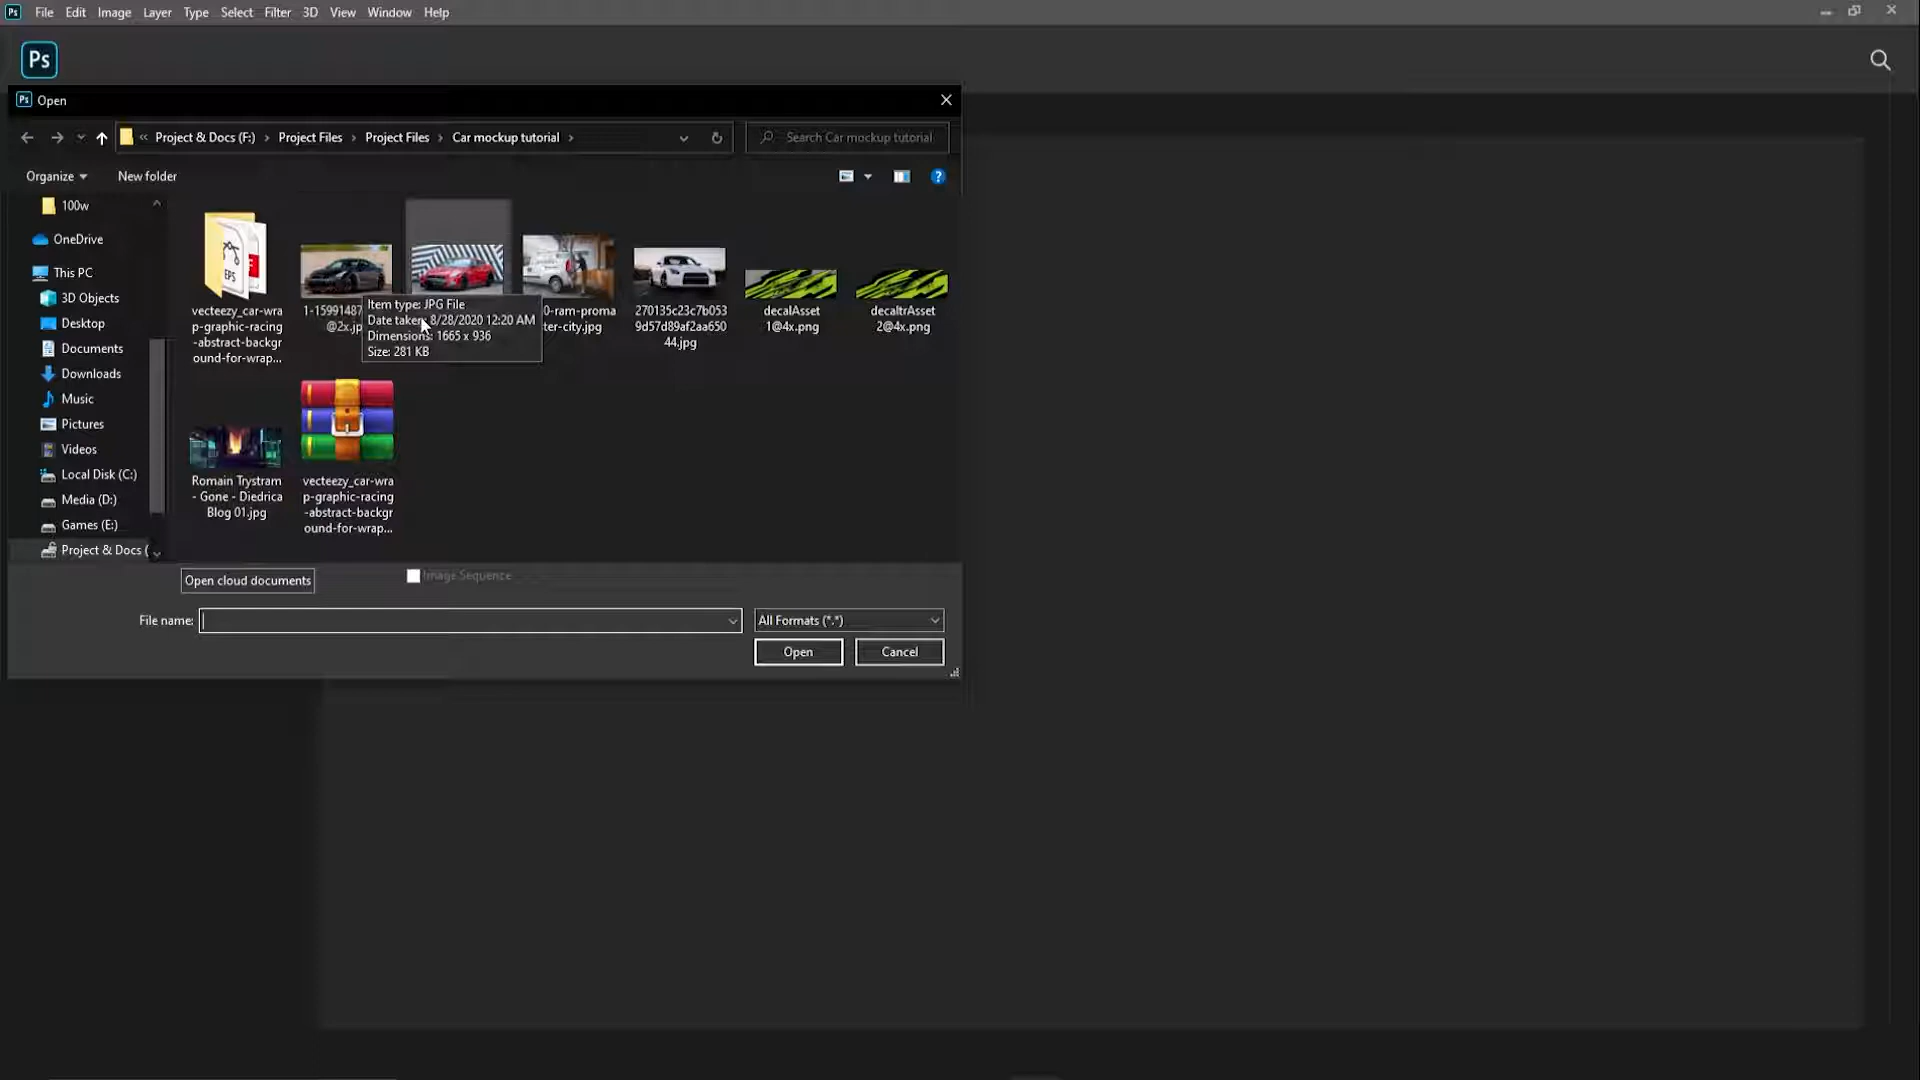 Ps File Edit Image Layer Type Select Filter 3D View Window Help
Ps
Ps Open
« Project & Docs (F:) › Project Files › Project Files › Car mockup tutorial ›
Search Car mockup tutorial
Organize
New folder
?
100w
OneDrive
This PC
3D Objects
Desktop
Documents
Downloads
Music
Pictures
Videos
Local Disk (C:)
Media (D:)
Games (E:)
Project & Docs (
EPS
vecteezy_car-wra
p-graphic-racing
-abstract-backgr
ound-for-wrap...
1-15991487
@2x.jp
Item type: JPG File
Date taken: 8/28/2020 12:20 AM
Dimensions: 1665 x 936
Size: 281 KB
0-ram-proma
ter-city.jpg
270135c23c7b053
9d57d89af2aa650
44.jpg
decalAsset
1@4x.png
decaltrAsset
2@4x.png
Romain Trystram
- Gone - Diedrica
Blog 01.jpg
vecteezy_car-wra
p-graphic-racing
-abstract-backgr
ound-for-wrap...
Open cloud documents
Image Sequence
File name:
All Formats (*.*)
Open
Cancel